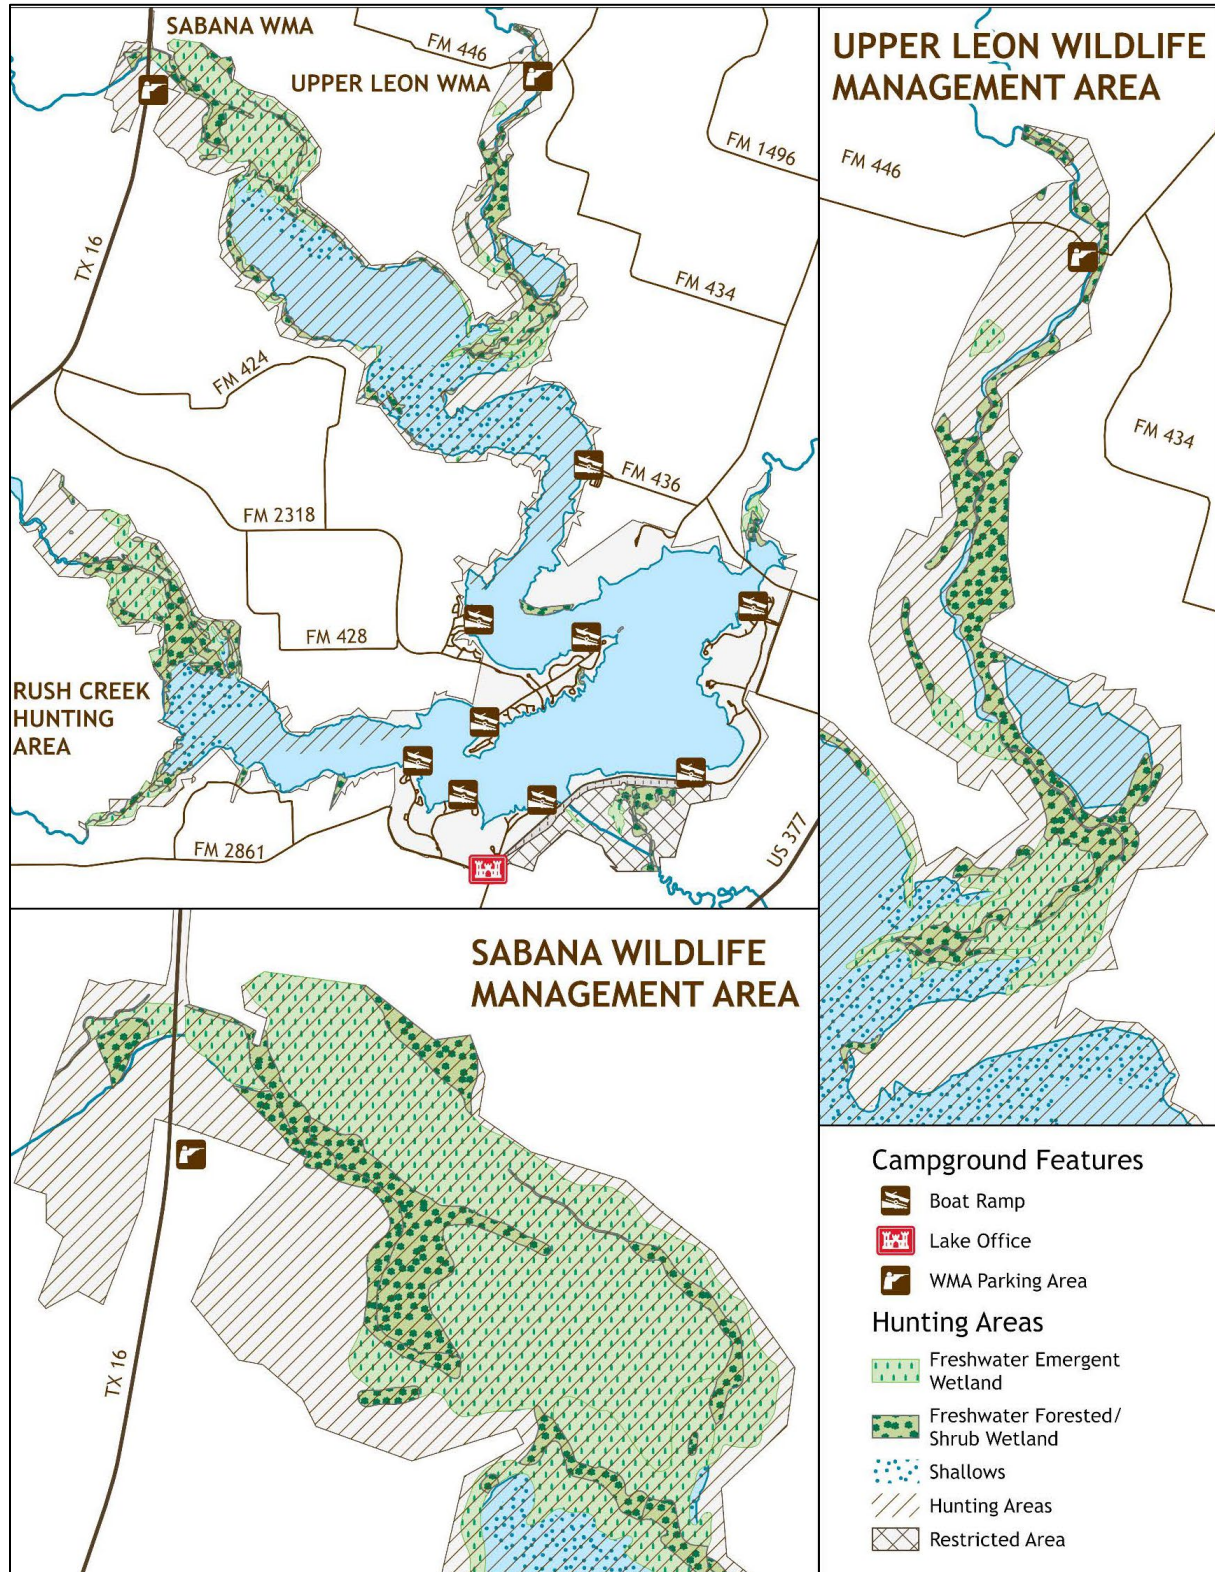 SABANA WMA
FM 446
UPPER LEON WMA
FM 1496
TX 16
FM 434
FM 424
FM 436
FM 2318
FM 428
RUSH CREEK
HUNTING
AREA
FM 2861
US 377
UPPER LEON WILDLIFE
MANAGEMENT AREA
FM 446
FM 434
SABANA WILDLIFE
MANAGEMENT AREA
TX 16
Campground Features
Boat Ramp
Lake Office
WMA Parking Area
Hunting Areas
Freshwater Emergent
Wetland
Freshwater Forested/
Shrub Wetland
Shallows
Hunting Areas
Restricted Area